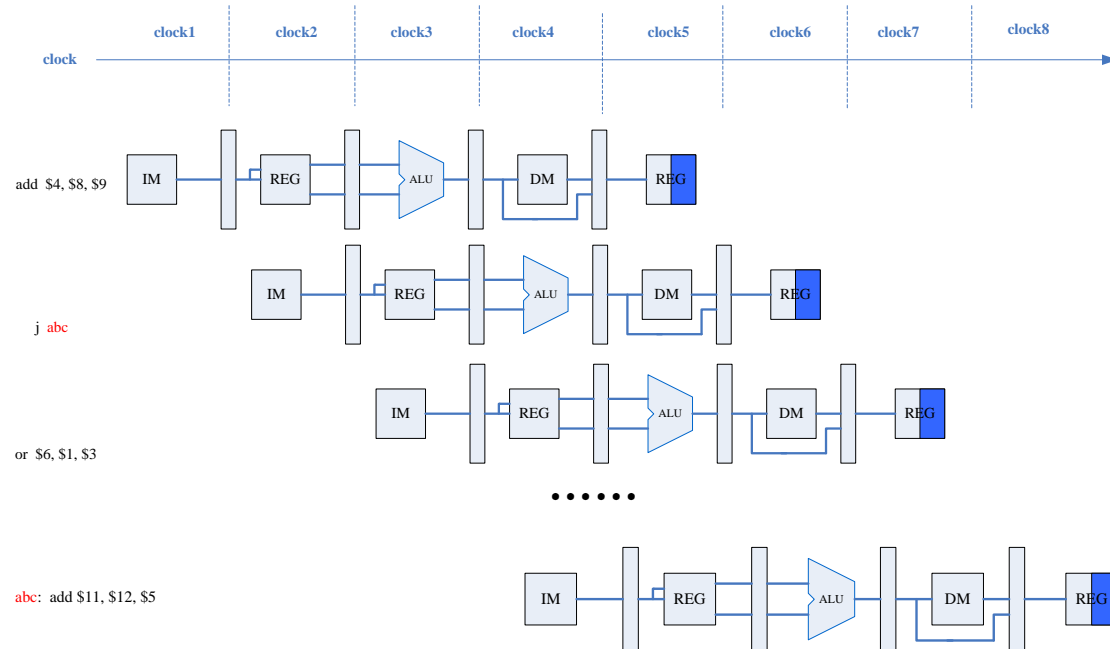 clock1 clock2 clock3 clock4 clock5 clock6 clock7 clock8
clock
add $4, $8, $9 IM REG ALU DM REG
j abc IM REG ALU DM REG
or $6, $1, $3 IM REG ALU DM REG
......
abc: add $11, $12, $5 IM REG ALU DM REG